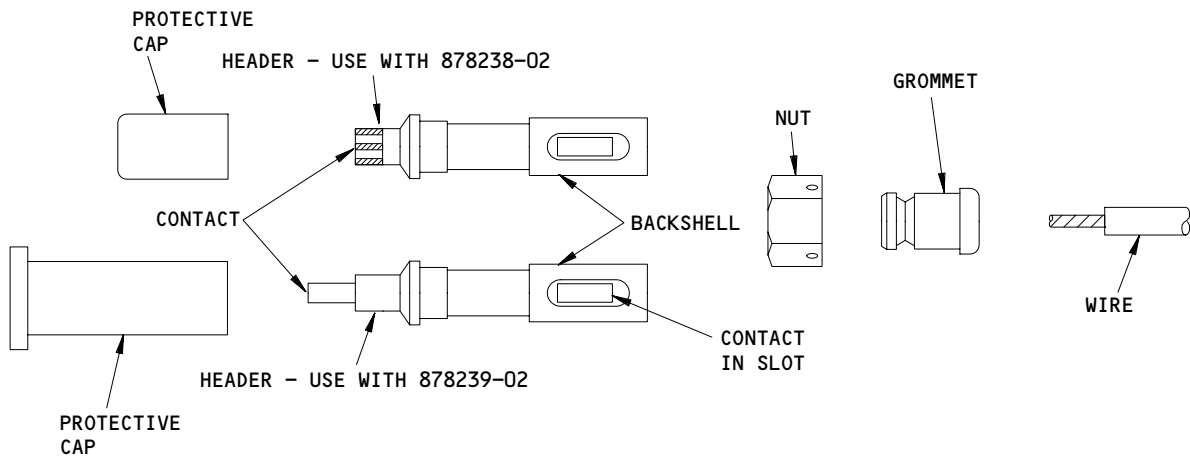 PROTECTIVE
CAP
HEADER – USE WITH 878238-02
GROMMET
NUT
CONTACT
BACKSHELL
WIRE
CONTACT
IN SLOT
HEADER – USE WITH 878239-02
PROTECTIVE
CAP